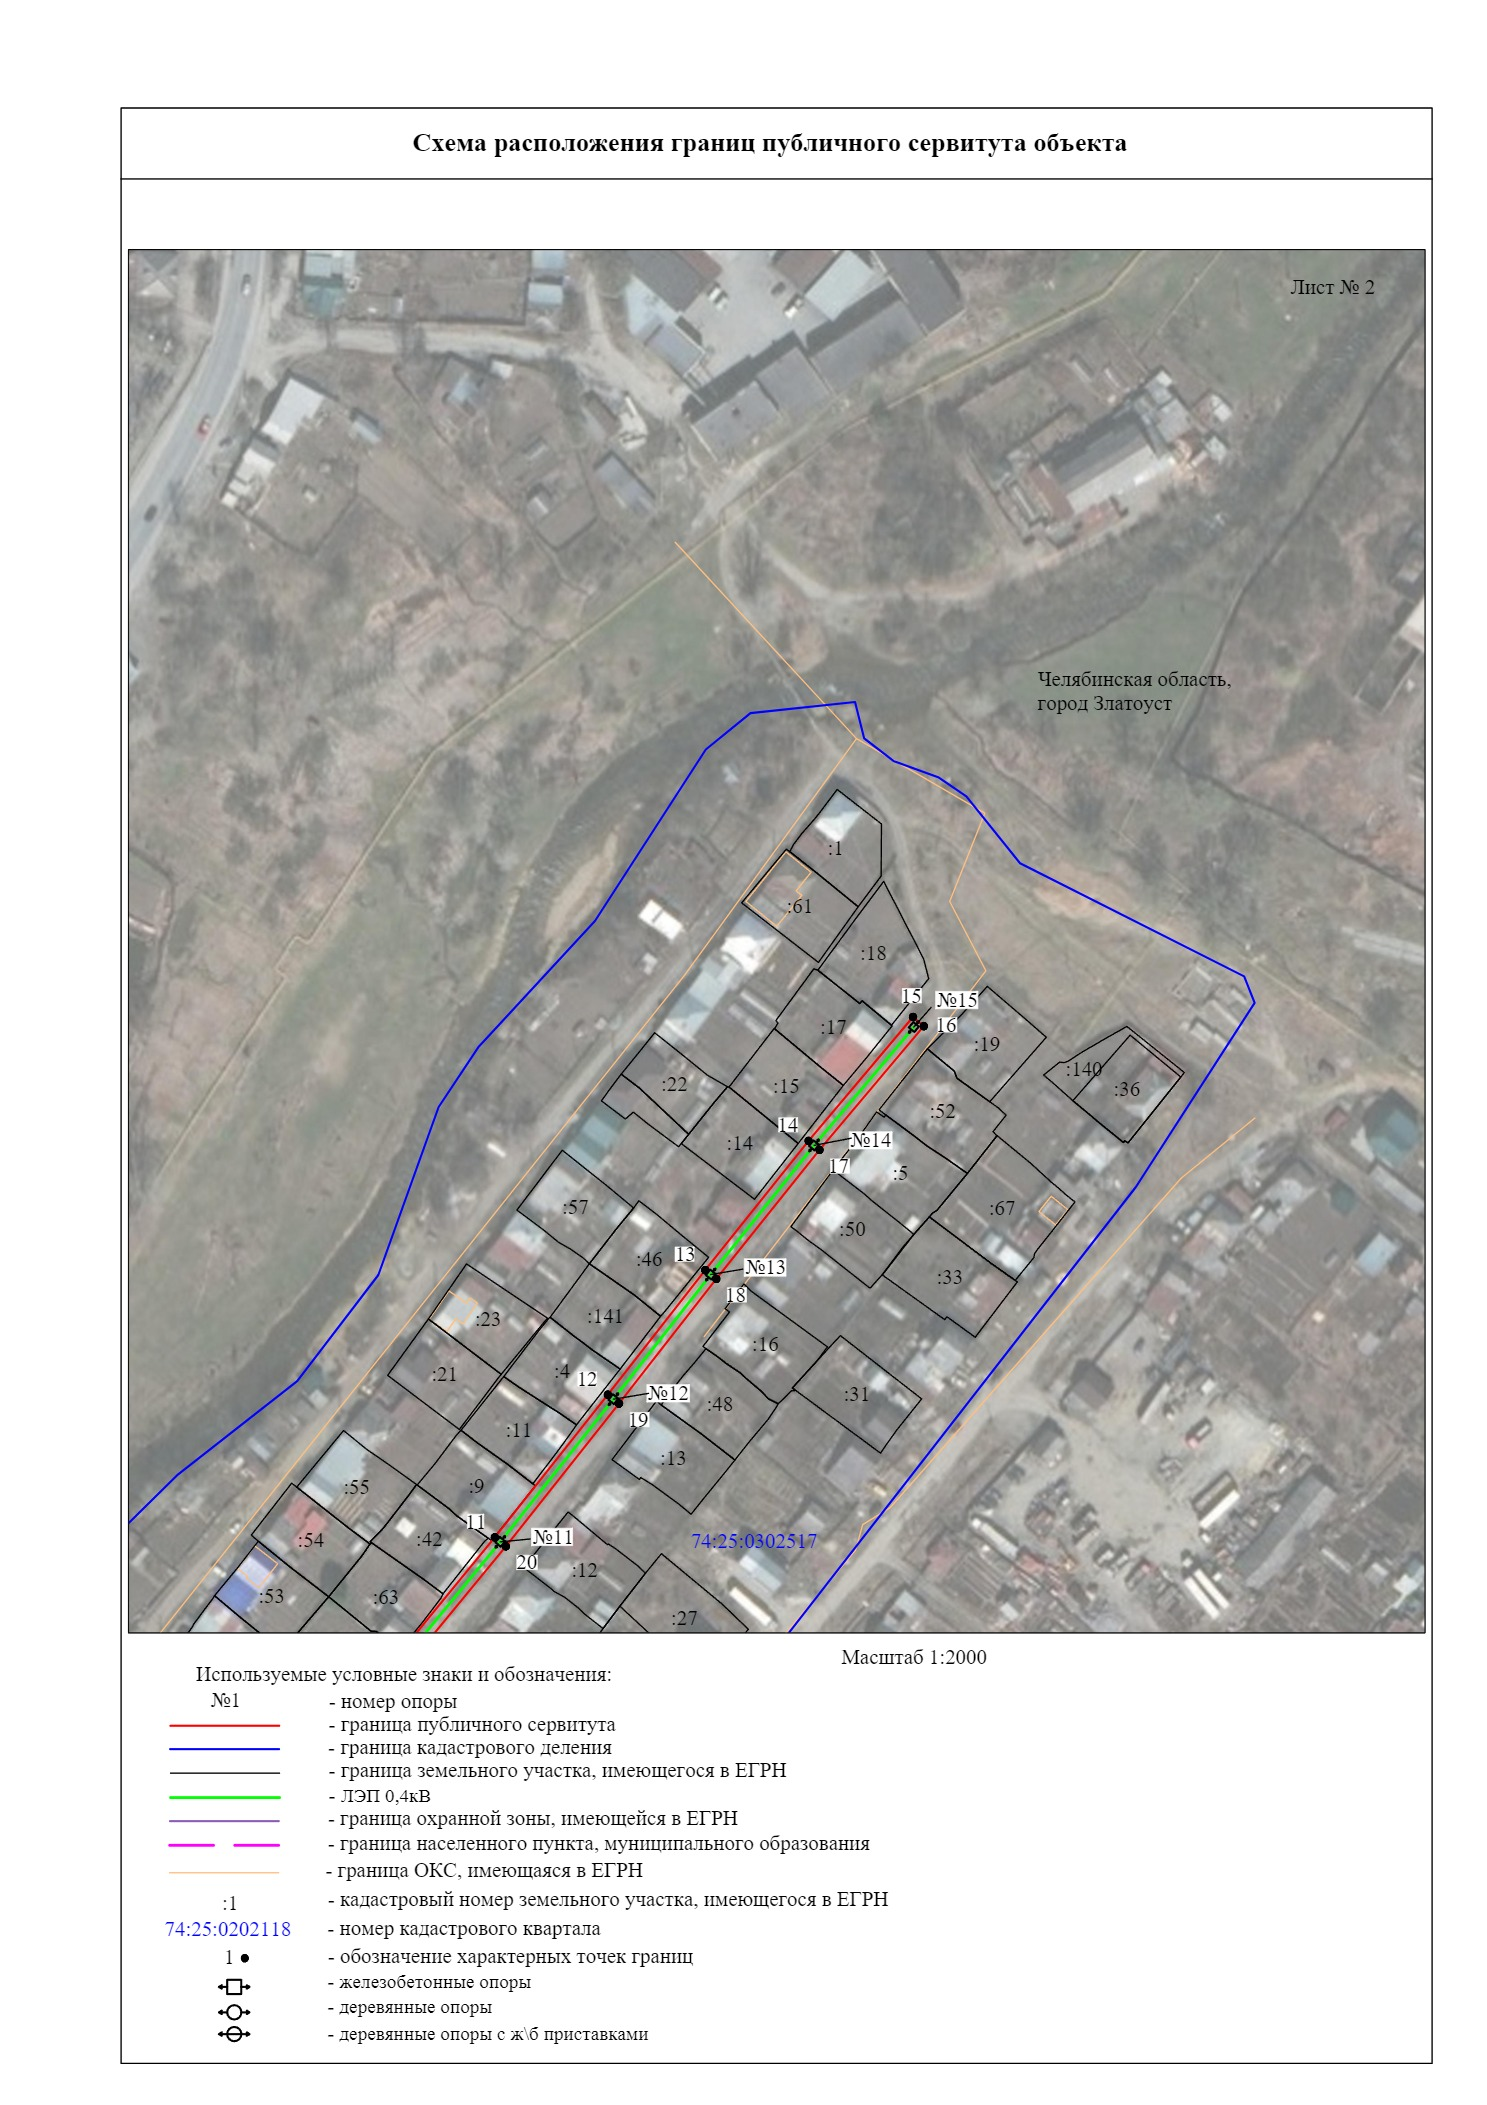 Схема расположения границ публичного сервитута объекта
Лист № 2
Челябинская область,
город Златоуст
:1
:61
:18
15
№15
16
:17
:19
:140
:36
:22
:15
:52
14
№14
:14
17
:5
:57
:67
:50
:46
13
№13
:33
18
:23
:141
:16
:21
:4
12
№12
:31
:48
19
:11
:13
:55
:9
11
№11
:54
:42
74:25:0302517
20
:12
:53
:63
:27
Масштаб 1:2000
Используемые условные знаки и обозначения:
№1 - номер опоры
- граница публичного сервитута
- граница кадастрового деления
- граница земельного участка, имеющегося в ЕГРН
- ЛЭП 0,4кВ
- граница охранной зоны, имеющейся в ЕГРН
- граница населенного пункта, муниципального образования
- граница ОКС, имеющаяся в ЕГРН
:1 - кадастровый номер земельного участка, имеющегося в ЕГРН
74:25:0202118 - номер кадастрового квартала
1 - обозначение характерных точек границ
- железобетонные опоры
- деревянные опоры
- деревянные опоры с ж\б приставками